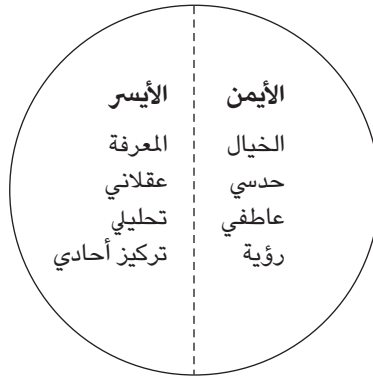 الأيمن
الخيال
حدسي
عاطفي
رؤية
الأيسر
المعرفة
عقلاني
تحليلي
تركيز أحادي